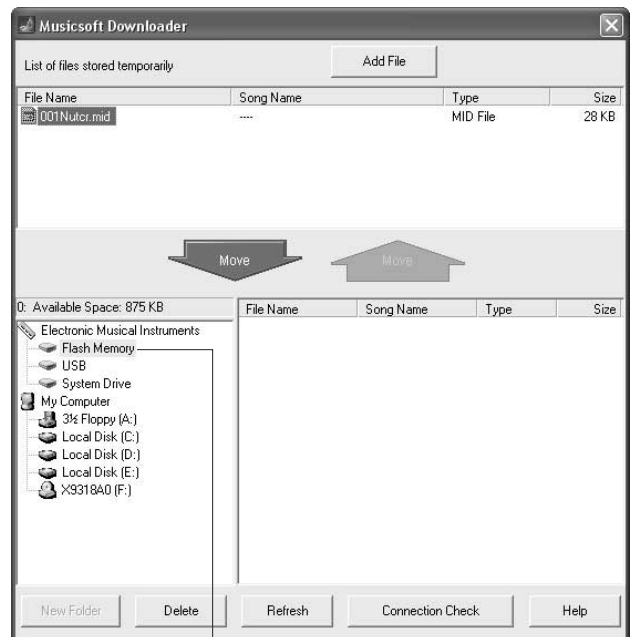 Musicsoft Downloader
List of files stored temporarily
Add File
File Name Song Name Type Size
001Nutcr.mid ---- MID File 28 KB
Move Move
0: Available Space: 875 KB
File Name Song Name Type Size
Electronic Musical Instruments
Flash Memory
USB
System Drive
My Computer
3½ Floppy (A:)
Local Disk (C:)
Local Disk (D:)
Local Disk (E:)
X9318A0 (F:)
New Folder Delete Refresh Connection Check Help